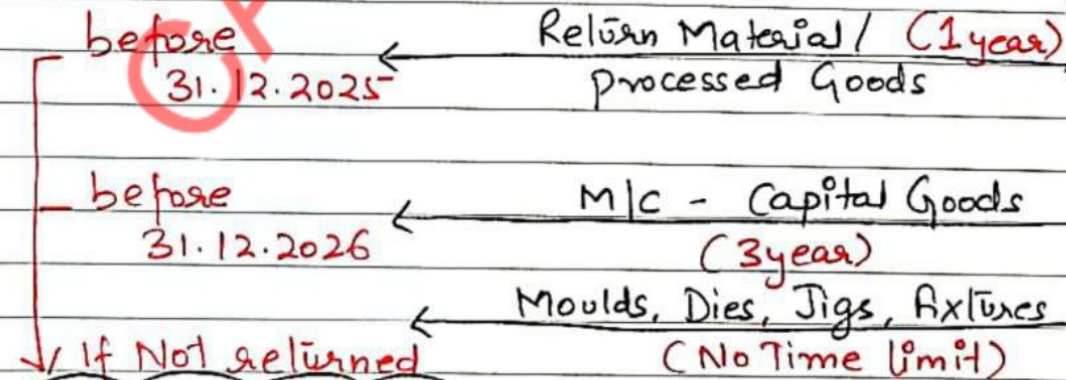 before ← Return Material / (1 year)
31.12.2025 processed Goods
before ← M/c - Capital Goods
31.12.2026 (3 year)
← Moulds, Dies, Jigs, fixtures
If Not returned (No Time limit)